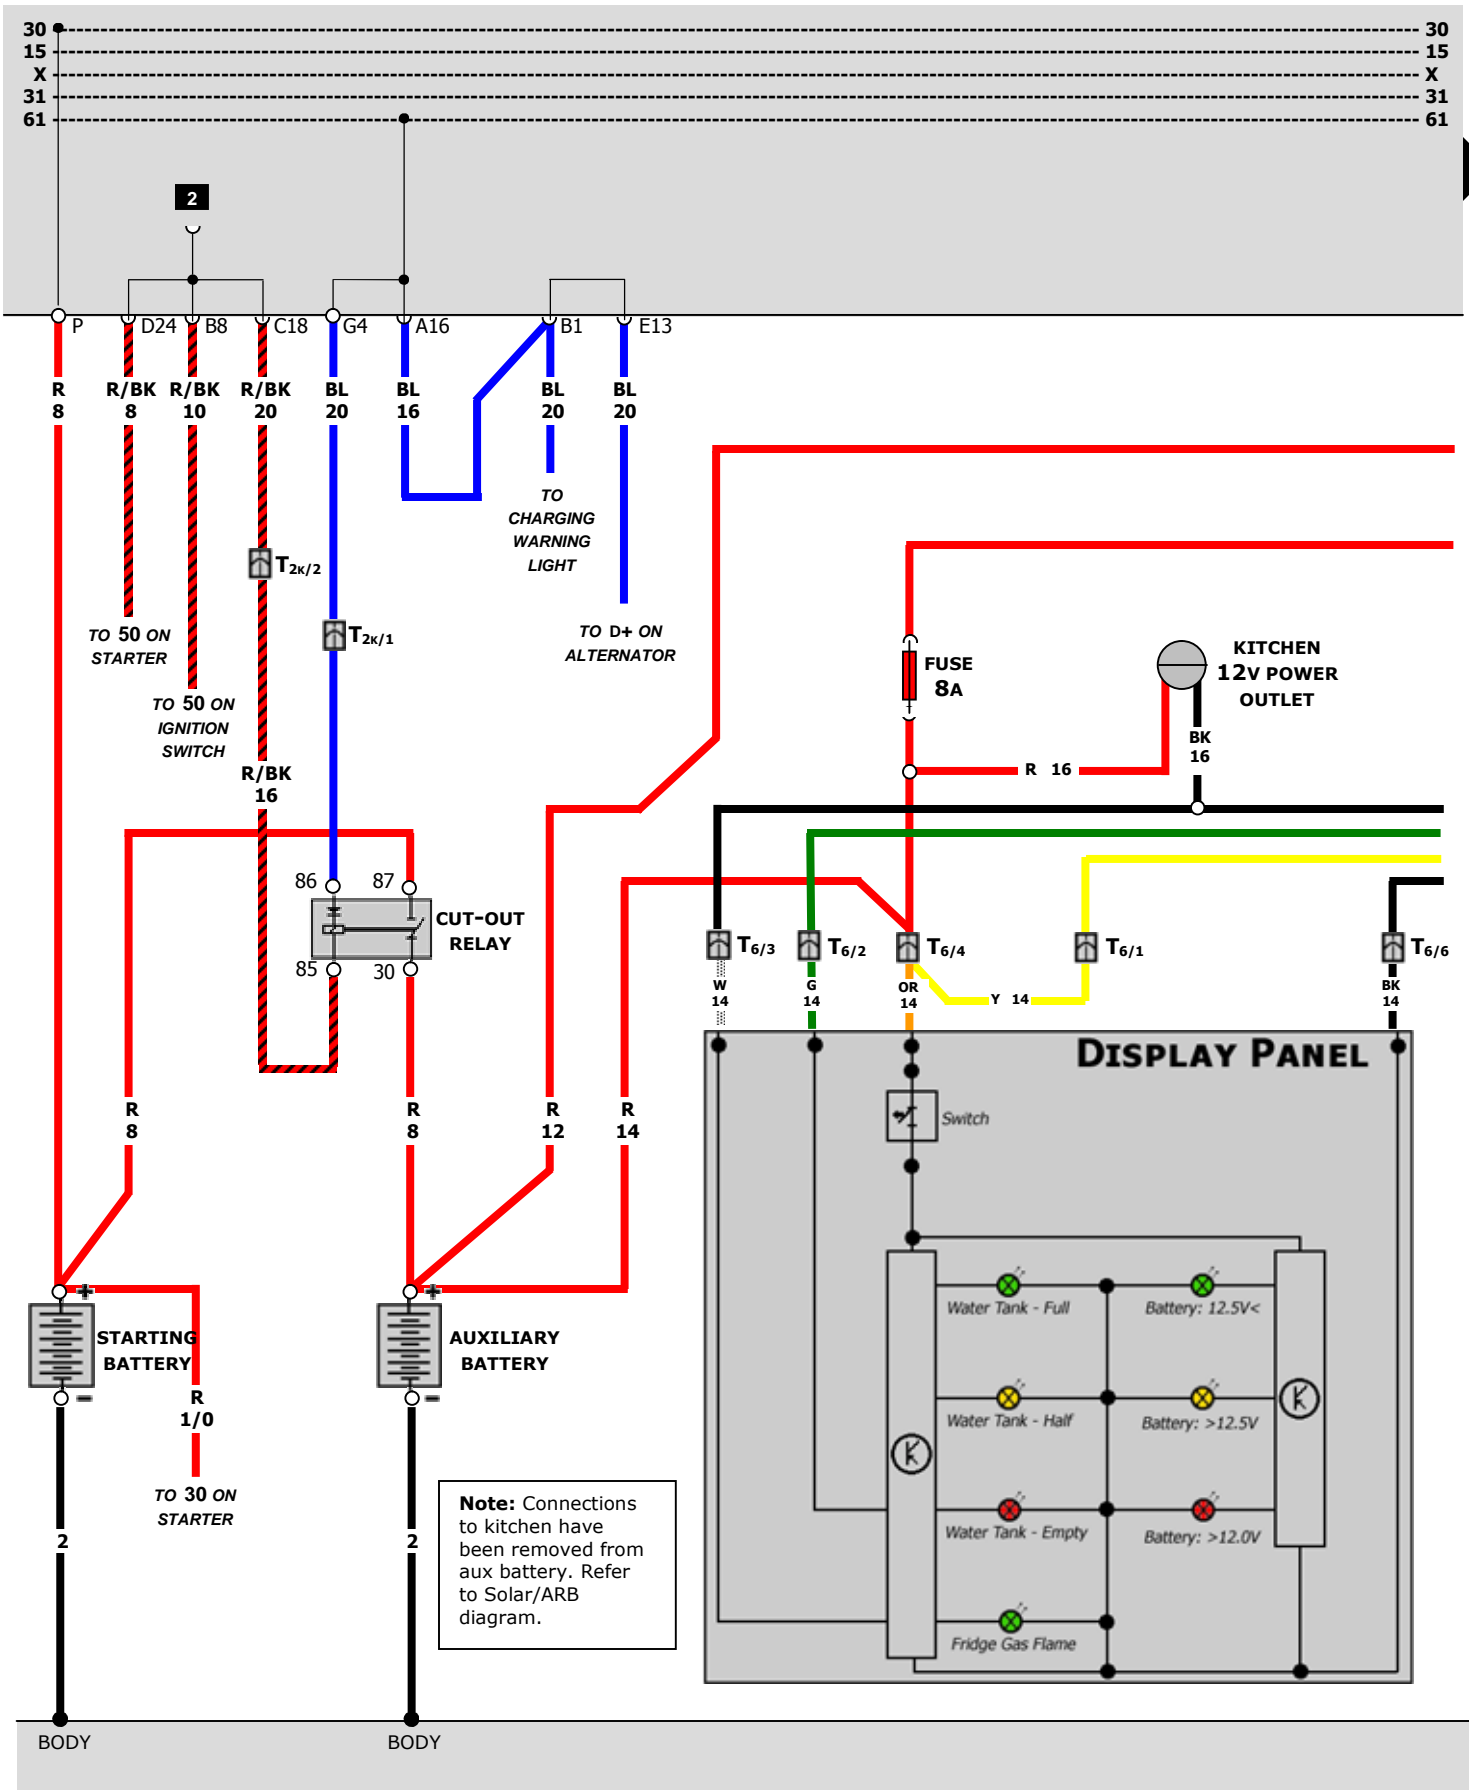 30 30
15 15
X X
31 31
61 61
2
P D24 B8 C18 G4 A16 B1 E13
R R/BK R/BK R/BK BL BL BL BL
8 8 10 20 20 16 20 20
TO
CHARGING
WARNING
LIGHT
T2K/2
T2K/1
TO 50 ON
STARTER
TO D+ ON
ALTERNATOR
TO 50 ON
IGNITION
SWITCH
FUSE
8A
KITCHEN
12V POWER
OUTLET
BK
16
R 16
R/BK
16
86 87
CUT-OUT
RELAY
85 30
T6/3 T6/2 T6/4 T6/1 T6/6
W G OR BK
14 14 14 14
Y 14
DISPLAY PANEL
Switch
R R R R
8 8 12 14
Water Tank - Full Battery: 12.5V<
Water Tank - Half Battery: >12.5V
Water Tank - Empty Battery: >12.0V
Fridge Gas Flame
+ +
STARTING
BATTERY
AUXILIARY
BATTERY
- -
R
1/0
TO 30 ON
STARTER
2 2
Note: Connections
to kitchen have
been removed from
aux battery. Refer
to Solar/ARB
diagram.
BODY BODY